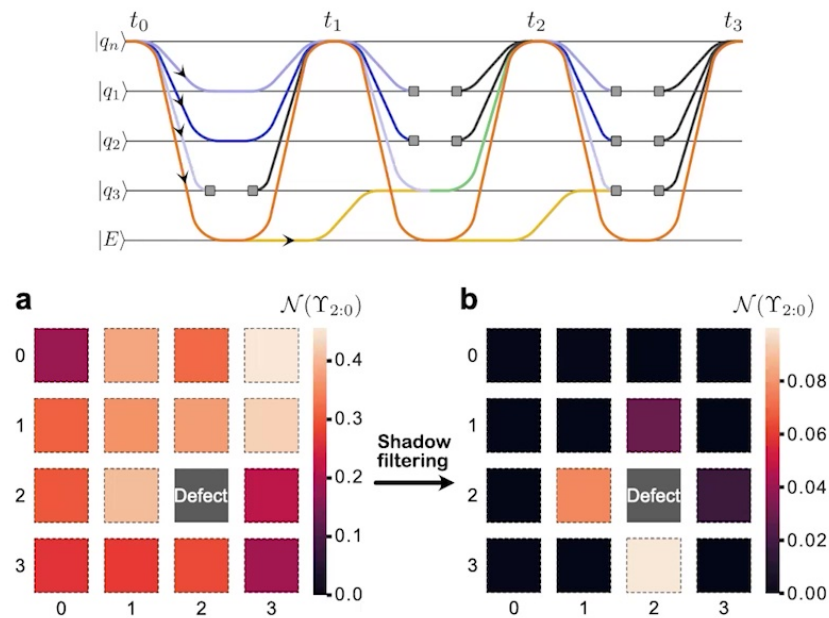 t₀ t₁ t₂ t₃
|qₙ⟩
|q₁⟩
|q₂⟩
|q₃⟩
|E⟩
a
𝒩(Υ₂:₀)
0
1
2
3
Defect
0 1 2 3
0.4
0.3
0.2
0.1
0.0
Shadow
filtering
b
𝒩(Υ₂:₀)
0
1
2
3
Defect
0 1 2 3
0.08
0.06
0.04
0.02
0.00